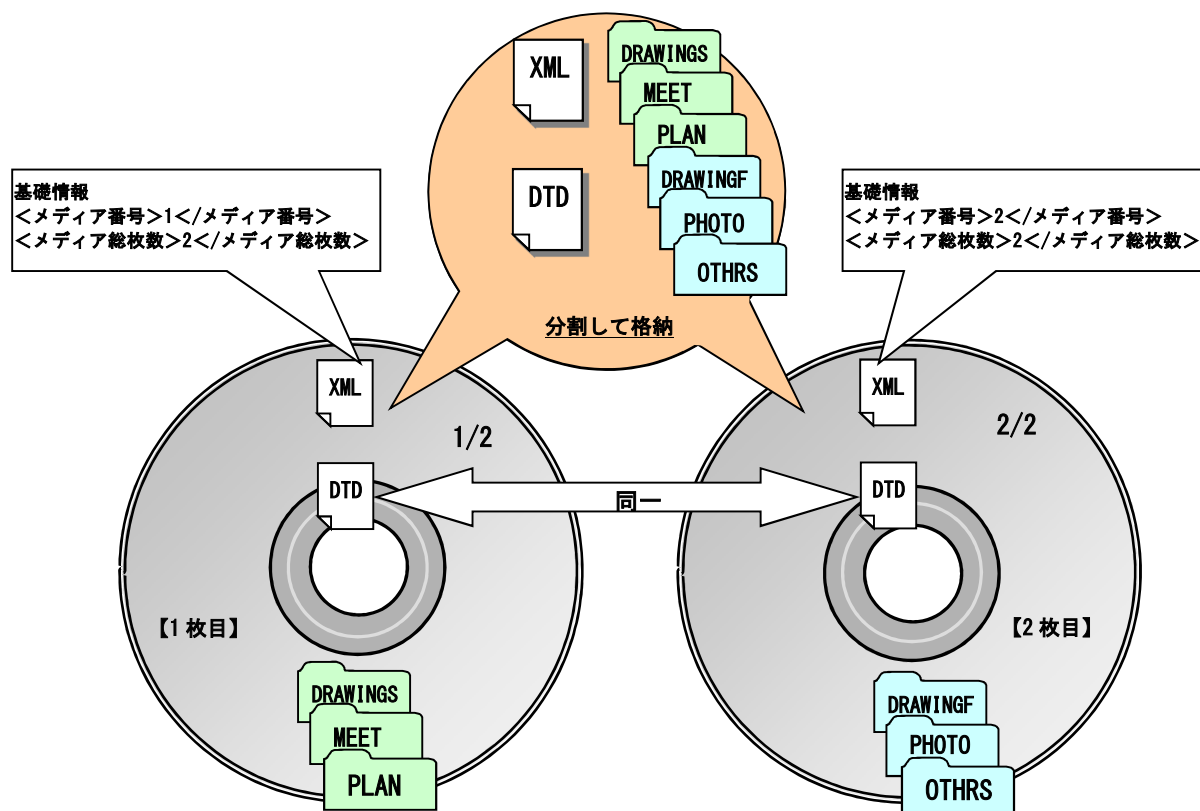 XML
DTD
DRAWINGS
MEET
PLAN
DRAWINGF
PHOTO
OTHRS
分割して格納
基礎情報
<メディア番号>1</メディア番号>
<メディア総枚数>2</メディア総枚数>
基礎情報
<メディア番号>2</メディア番号>
<メディア総枚数>2</メディア総枚数>
XML
1/2
DTD
同一
【1枚目】
DRAWINGS
MEET
PLAN
XML
2/2
DTD
【2枚目】
DRAWINGF
PHOTO
OTHRS